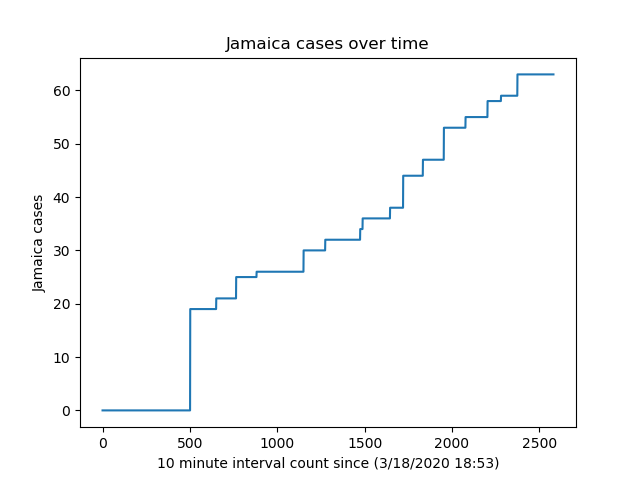 Jamaica cases over time
60
50
40
30
20
10
0
Jamaica cases
0 500 1000 1500 2000 2500
10 minute interval count since (3/18/2020 18:53)